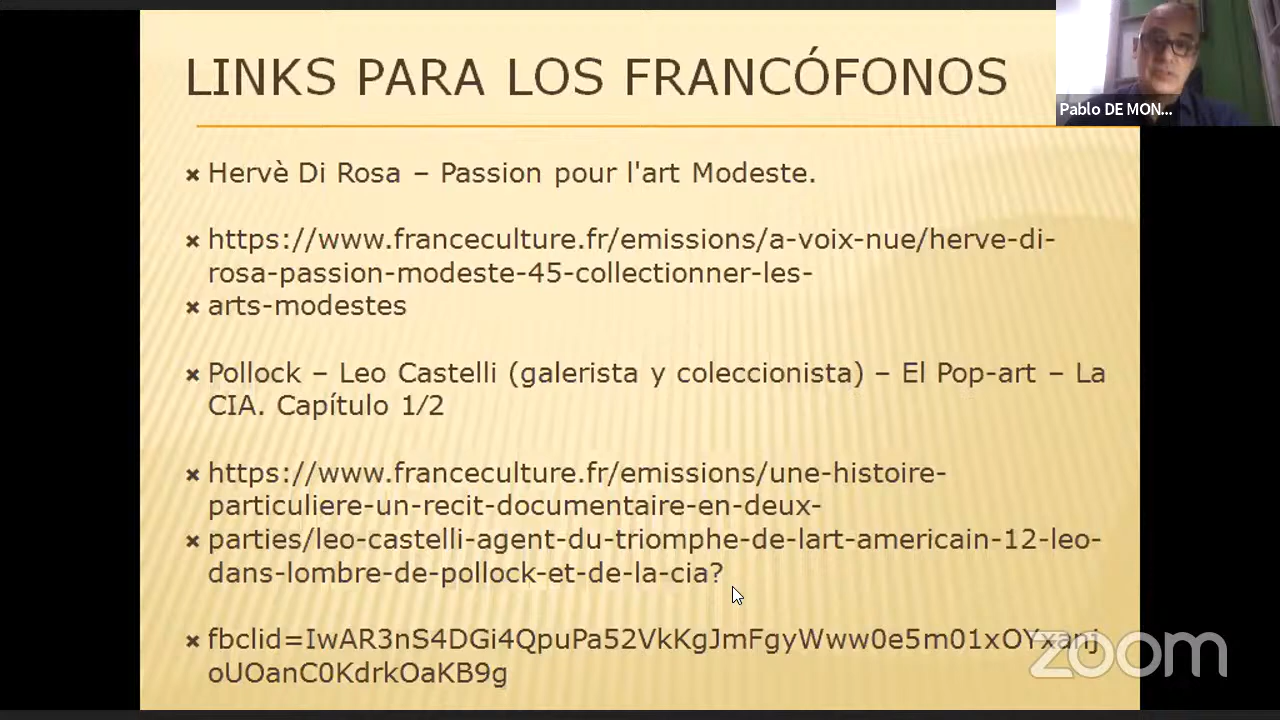 LINKS PARA LOS FRANCÓFONOS
Pablo DE MON...
Hervè Di Rosa – Passion pour l'art Modeste.
https://www.franceculture.fr/emissions/a-voix-nue/herve-di-
rosa-passion-modeste-45-collectionner-les-
arts-modestes
Pollock – Leo Castelli (galerista y coleccionista) – El Pop-art – La
CIA. Capítulo 1/2
https://www.franceculture.fr/emissions/une-histoire-
particuliere-un-recit-documentaire-en-deux-
parties/leo-castelli-agent-du-triomphe-de-lart-americain-12-leo-
dans-lombre-de-pollock-et-de-la-cia?
fbclid=IwAR3nS4DGi4QpuPa52VkKgJmFgyWww0e5m01xOYxanj
oUOanC0KdrkOaKB9g
zoom